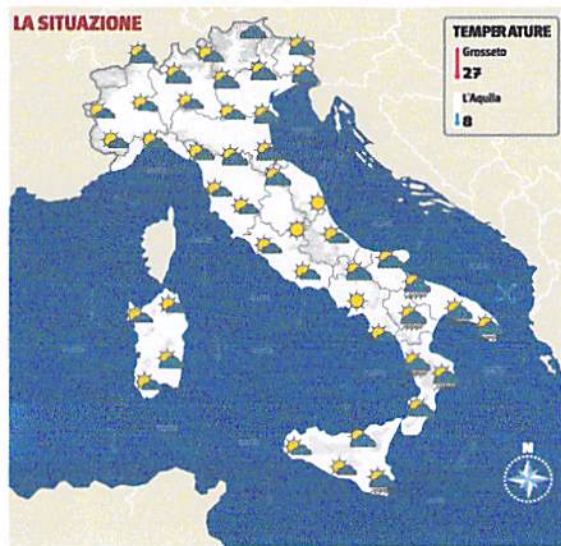 LA SITUAZIONE
TEMPERATURE
Grosseto
27
L'Aquila
8
N